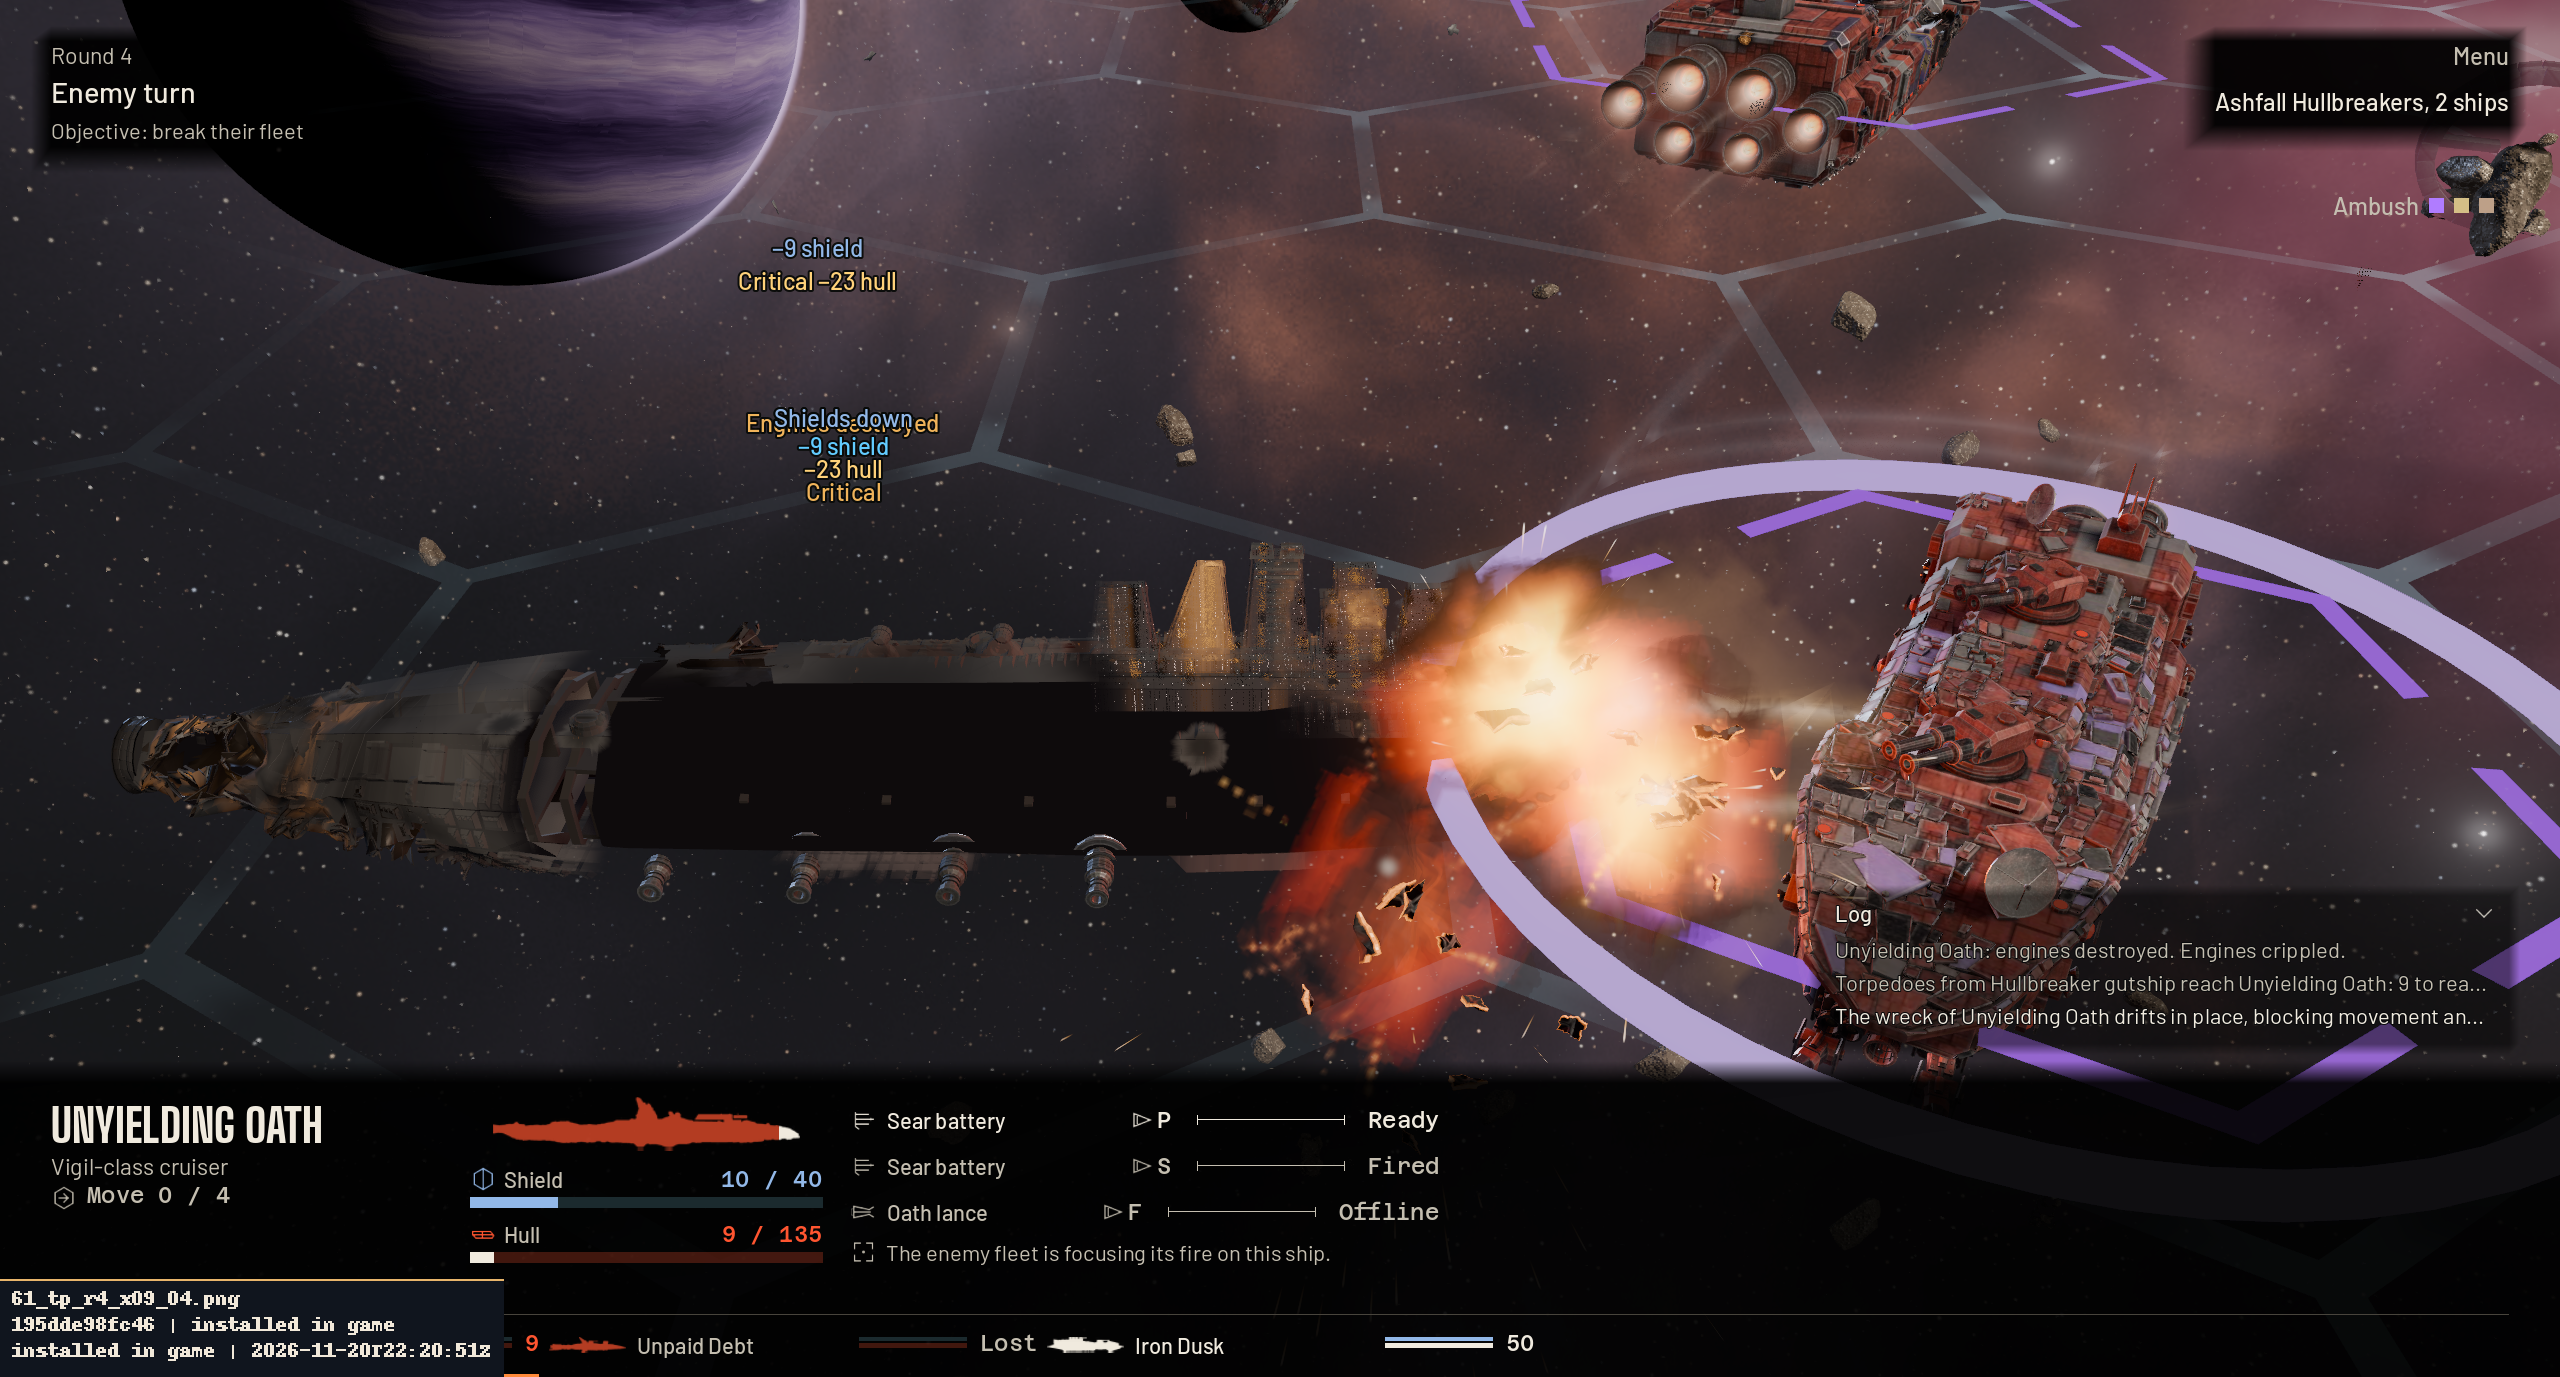 Round 4
Enemy turn
Objective: break their fleet
Menu
Ashfall Hullbreakers, 2 ships
Ambush
–9 shield
Critical –23 hull
Shields down
Engines destroyed
–9 shield
–23 hull
Critical
Log
Unyielding Oath: engines destroyed. Engines crippled.
Torpedoes from Hullbreaker gutship reach Unyielding Oath: 9 to rea...
The wreck of Unyielding Oath drifts in place, blocking movement an...
UNYIELDING OATH
Vigil-class cruiser
Move 0 / 4
Shield 10 / 40
Hull 9 / 135
Sear battery P Ready
Sear battery S Fired
Oath lance F Offline
The enemy fleet is focusing its fire on this ship.
61_tp_r4_x09_04.png
195dde98fc46 | installed in game
installed in game | 2026-11-20T22:20:51Z
9 Unpaid Debt Lost Iron Dusk 50